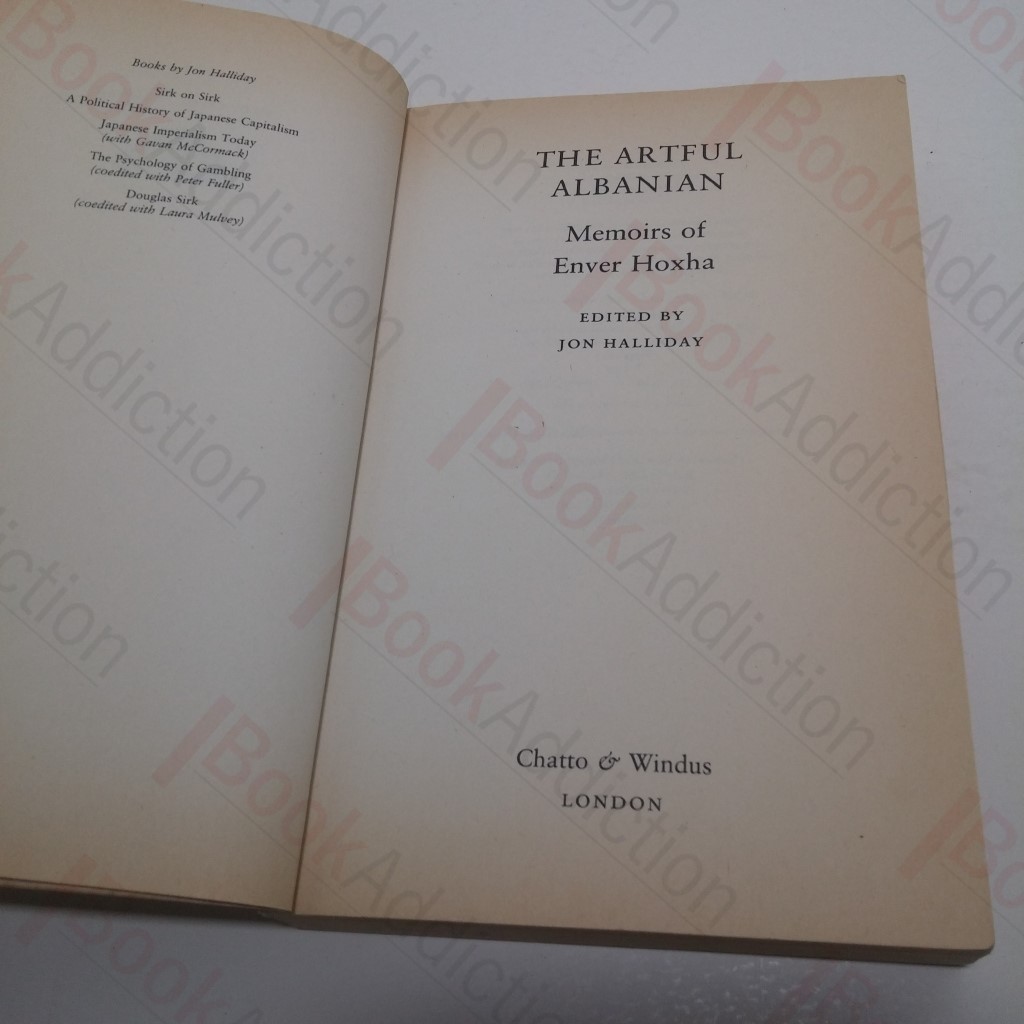 Books by Jon Halliday
Sirk on Sirk
A Political History of Japanese Capitalism
Japanese Imperialism Today
(with Gavan McCormack)
The Psychology of Gambling
(coedited with Peter Fuller)
Douglas Sirk
(coedited with Laura Mulvey)
THE ARTFUL
ALBANIAN
Memoirs of
Enver Hoxha
EDITED BY
JON HALLIDAY
Chatto & Windus
LONDON
BookAddiction